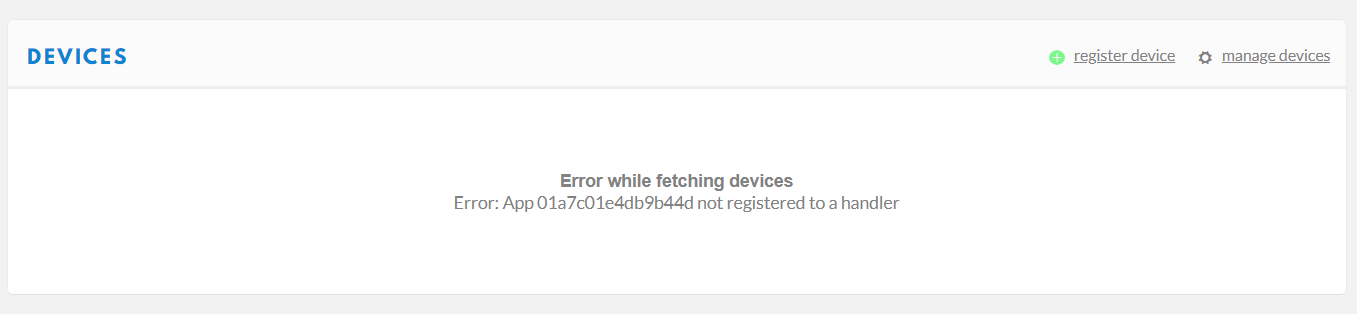 DEVICES
register device
manage devices
Error while fetching devices
Error: App 01a7c01e4db9b44d not registered to a handler